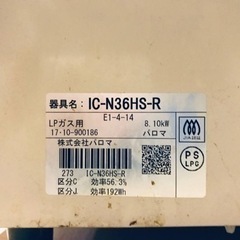 器具名: IC-N36HS-R
E1-4-14
LPガス用 8.10kW
17・10-900186 パロマ
株式会社パロマ
273 IC-N36HS-R
区分C 効率56.3%
区分J 効率192Wh
PS
LPG